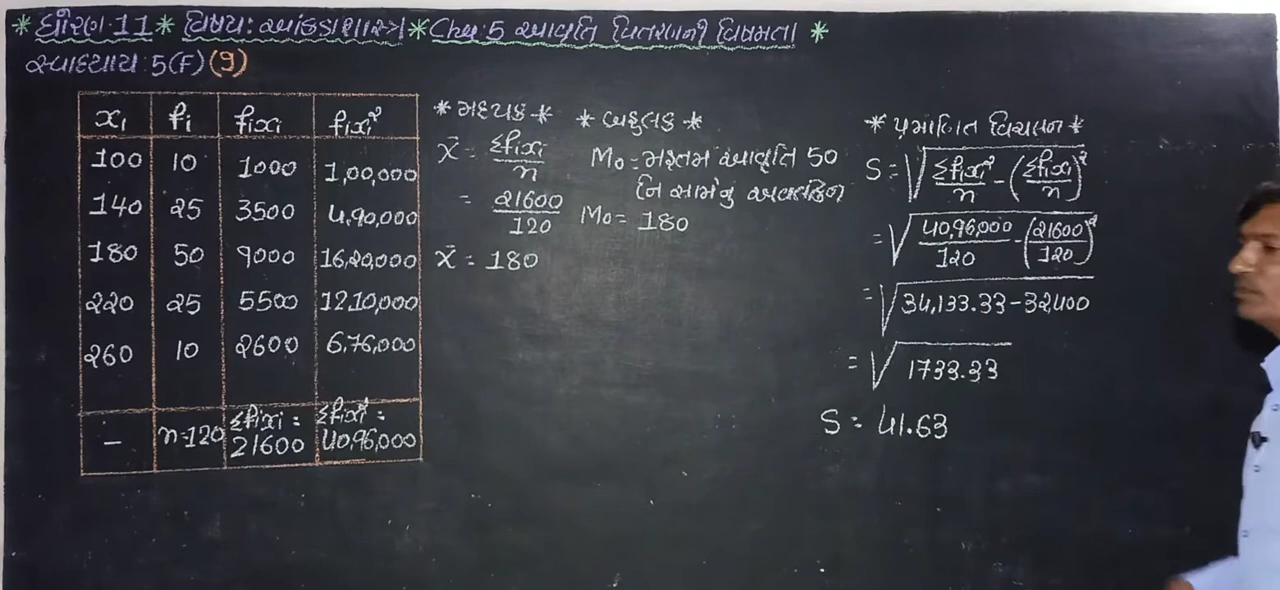 * ધોરણ:11 * વિષય: આંકડાશાસ્ત્ર * Ch:5 આવૃતિ વિતરણની વિષમતા *
સ્વાધ્યાય: 5(F) (9)
xi fi fixi fixi²
100 10 1000 1,00,000
140 25 3500 4,90,000
180 50 9000 16,20,000
220 25 5500 12,10,000
260 10 2600 6,76,000
– n=120 Σfixi = 21600 Σfixi² = 40,96,000
* મધ્યક *
x̄ = Σfixi / n
= 21600 / 120
x̄ = 180
* બહુલક *
Mo = મહતમ આવૃતિ 50
ની સામેનું અવલોકન
Mo = 180
* પ્રમાણિત વિચલન *
S = √(Σfixi² / n - (Σfixi / n)²)
= √(40,96,000 / 120 - (21600 / 120)²)
= √(34,133.33 - 32400)
= √1733.33
S = 41.63